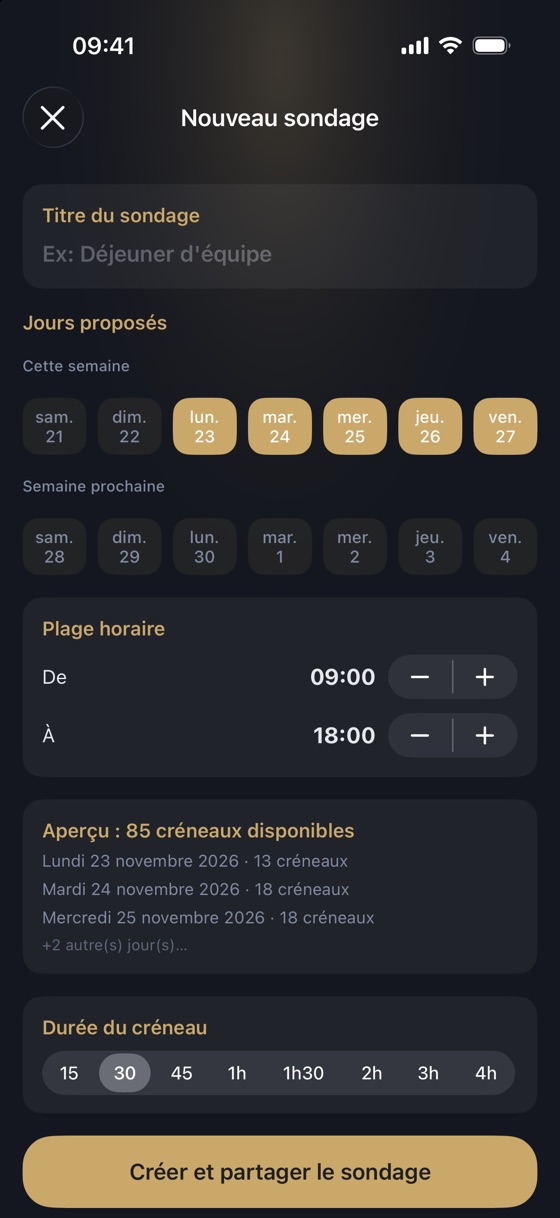 09:41
Nouveau sondage
Titre du sondage
Ex: Déjeuner d'équipe
Jours proposés
Cette semaine
sam. dim. lun. mar. mer. jeu. ven.
21 22 23 24 25 26 27
Semaine prochaine
sam. dim. lun. mar. mer. jeu. ven.
28 29 30 1 2 3 4
Plage horaire
De 09:00 − +
À 18:00 − +
Aperçu : 85 créneaux disponibles
Lundi 23 novembre 2026 · 13 créneaux
Mardi 24 novembre 2026 · 18 créneaux
Mercredi 25 novembre 2026 · 18 créneaux
+2 autre(s) jour(s)...
Durée du créneau
15 30 45 1h 1h30 2h 3h 4h
Créer et partager le sondage